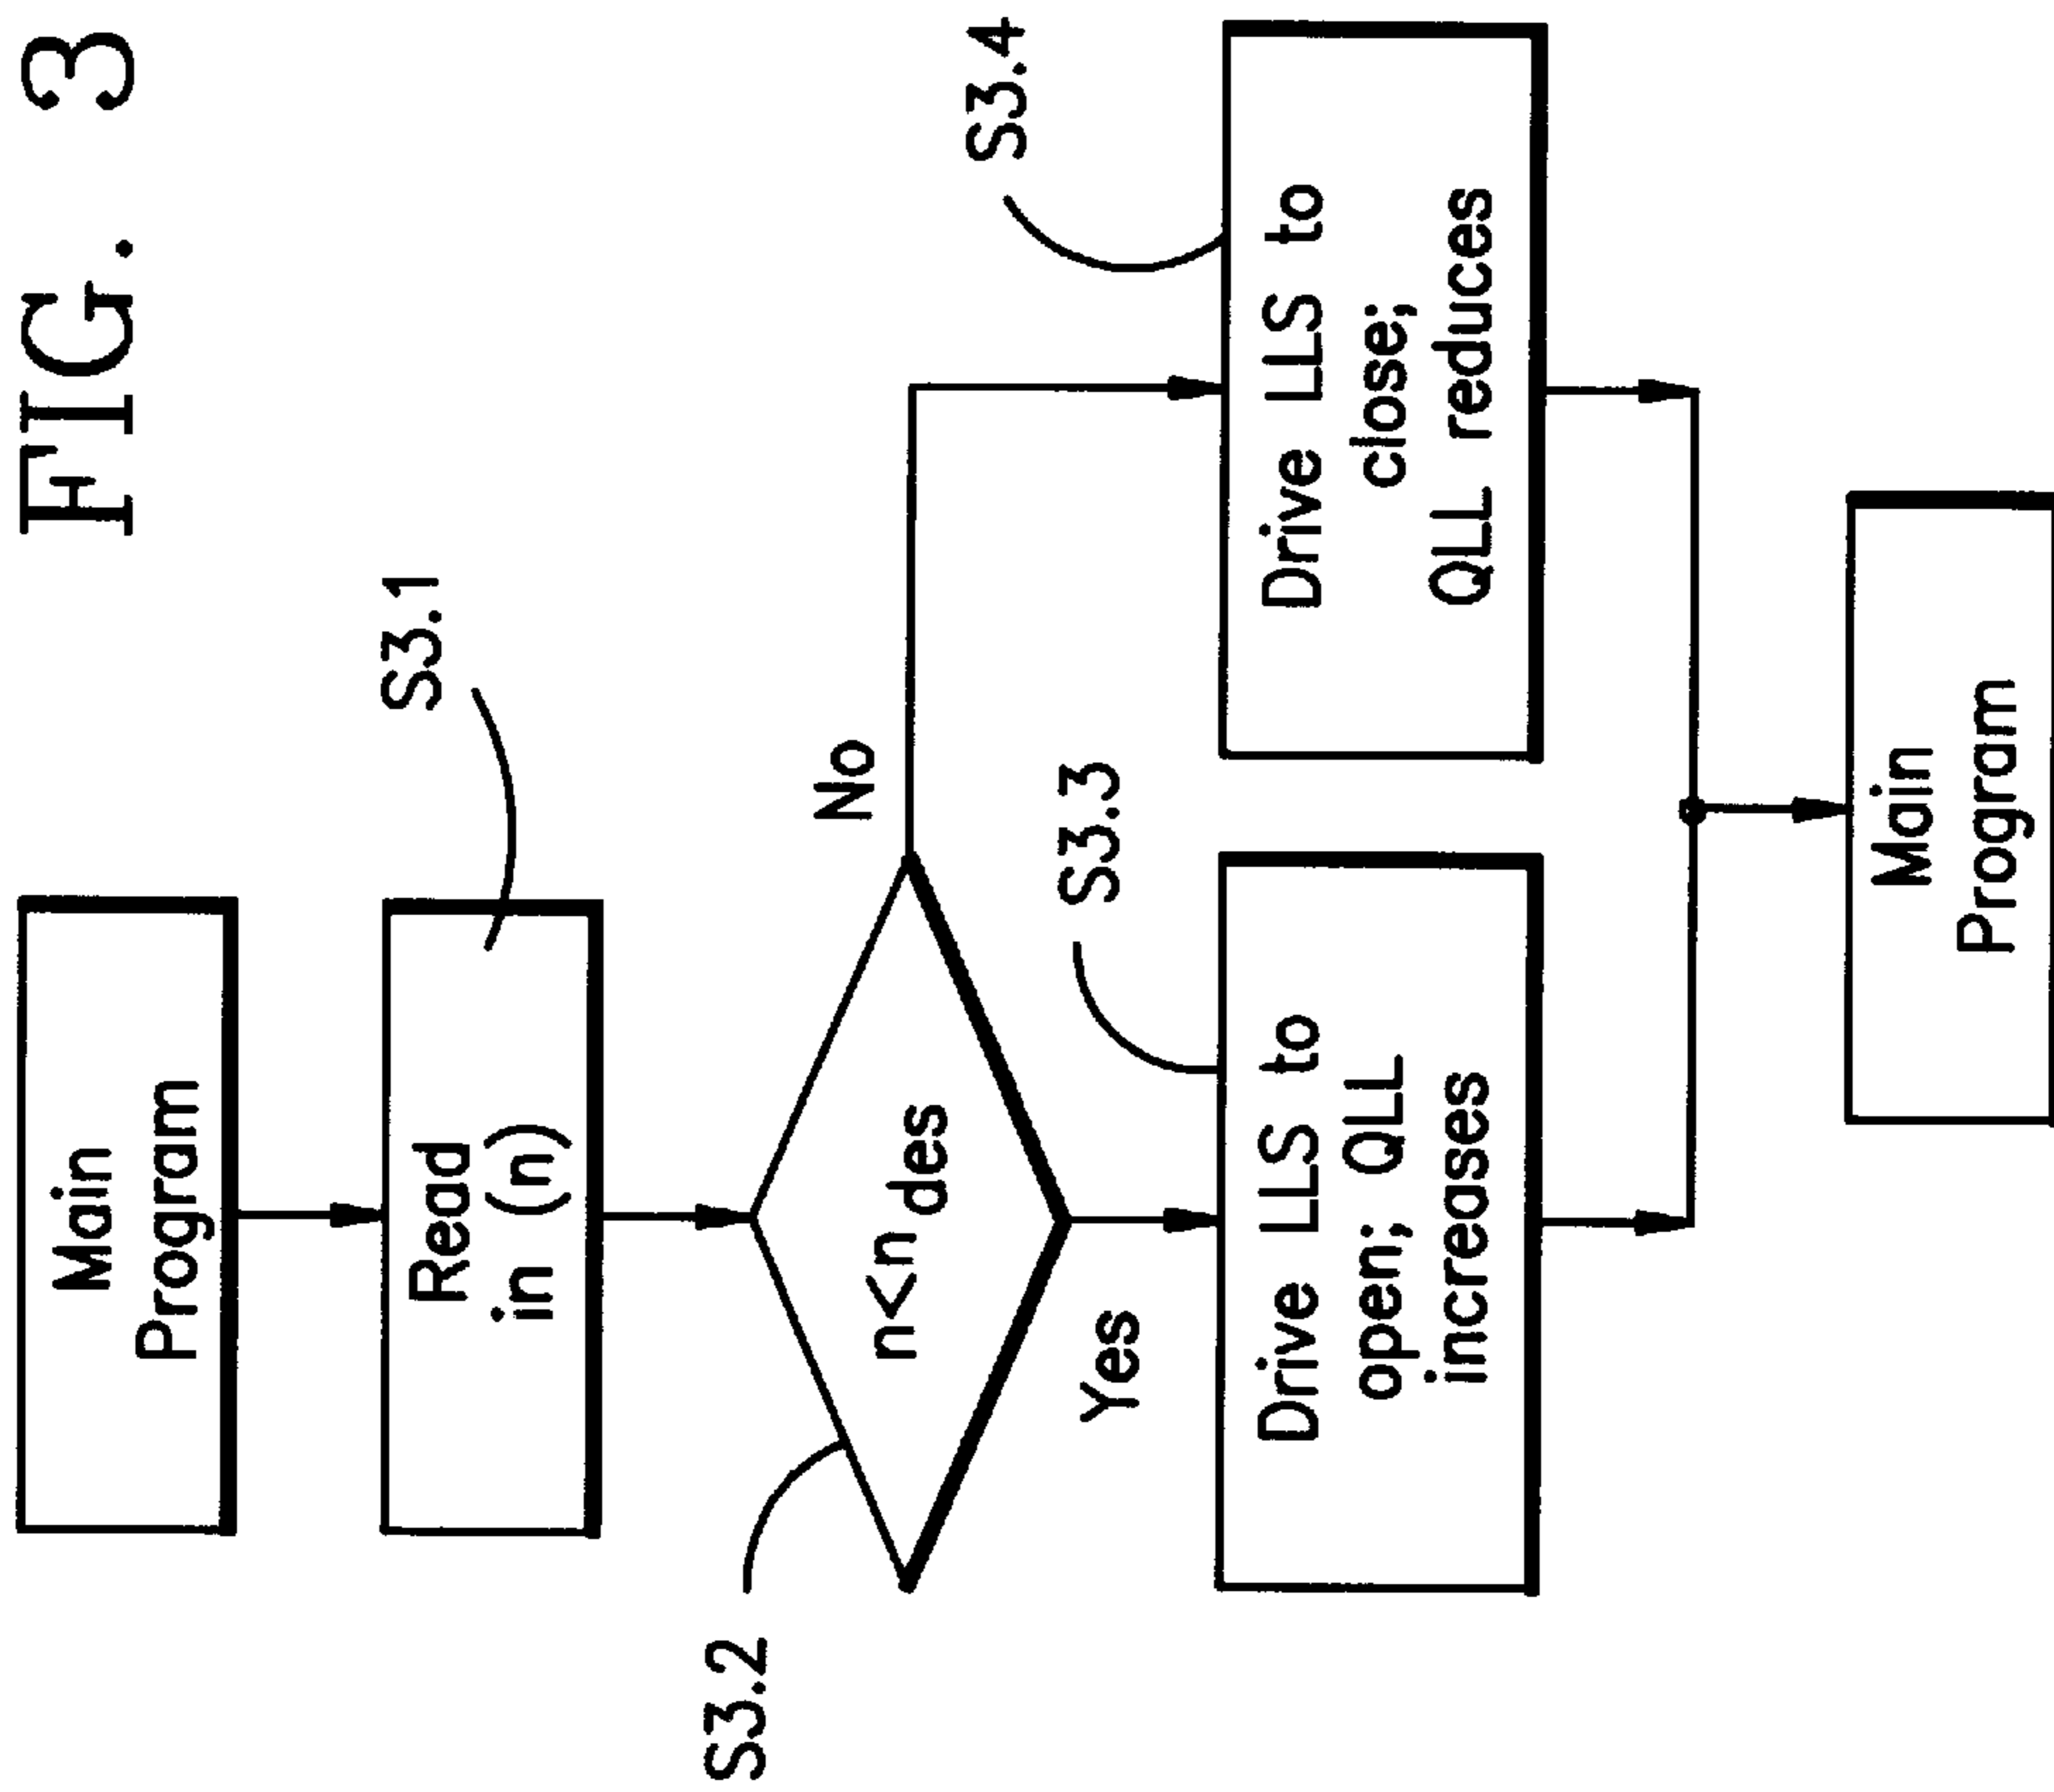 FIG. 3
Main
Program
S3.1
Read
in (n)
S3.2
n<n des
No
Yes
S3.3
Drive LLS to
open; QLL
increases
S3.4
Drive LLS to
close;
QLL reduces
Main
Program